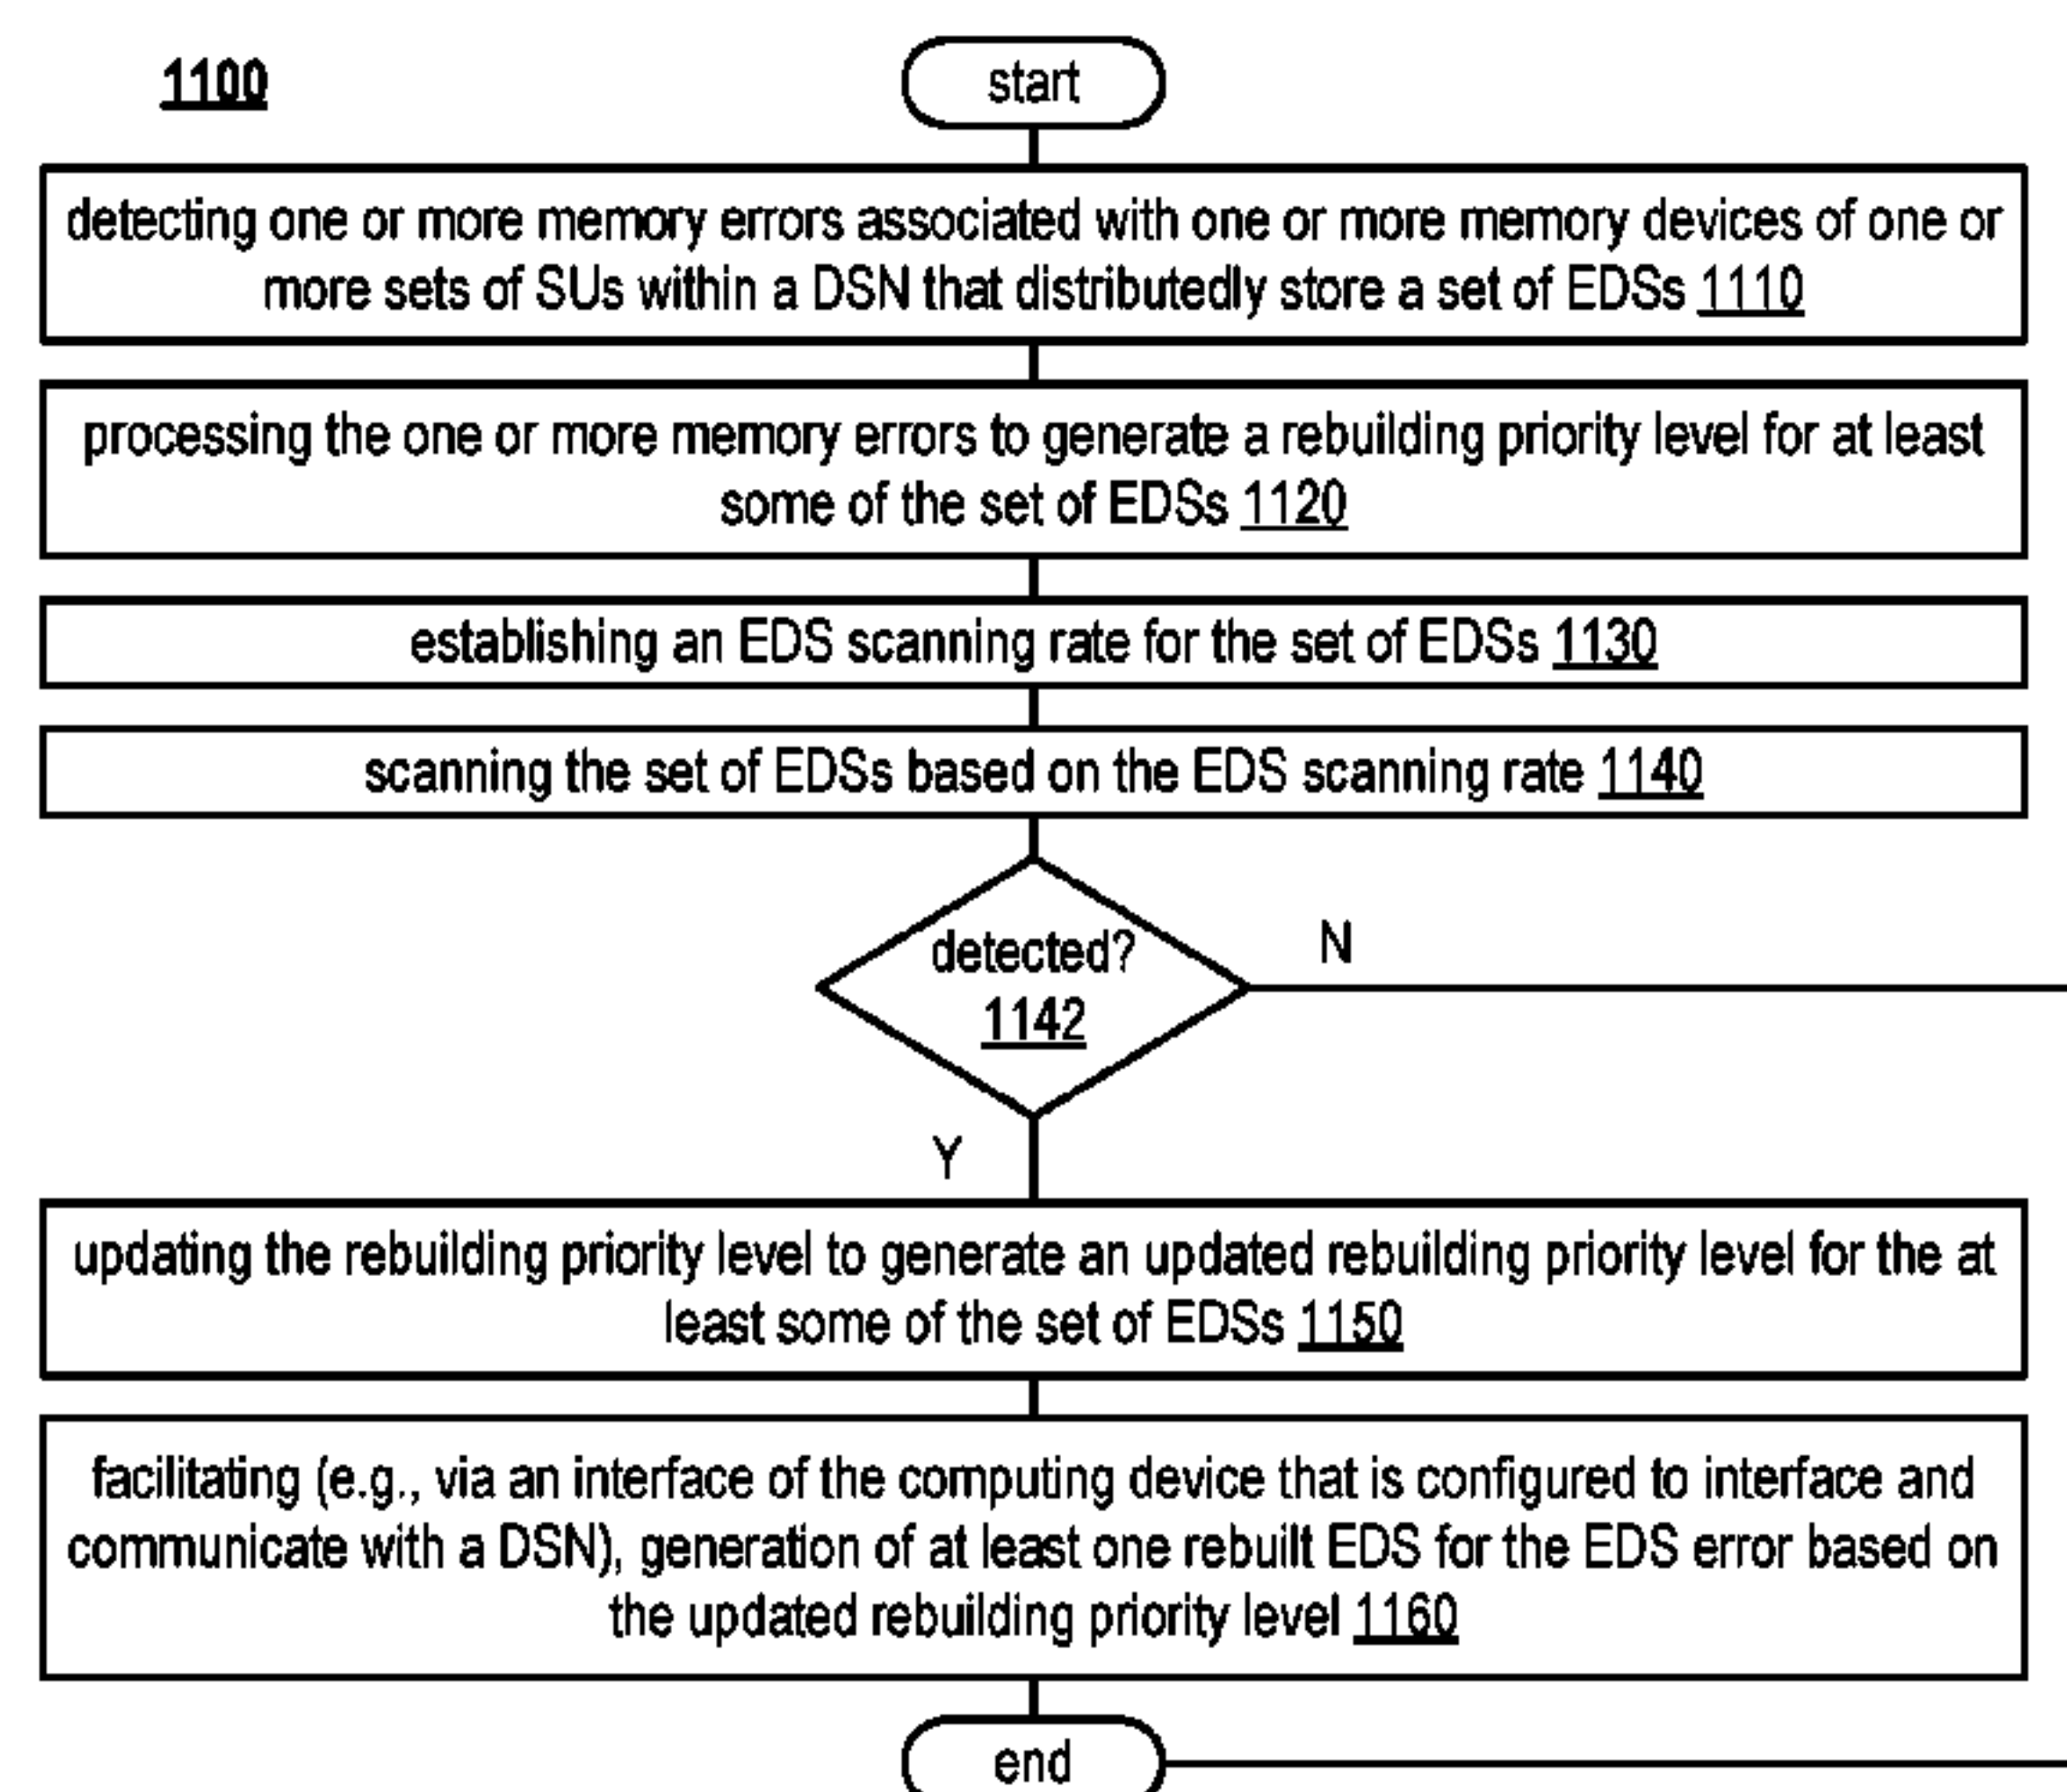 1100
start
detecting one or more memory errors associated with one or more memory devices of one or
more sets of SUs within a DSN that distributedly store a set of EDSs 1110
processing the one or more memory errors to generate a rebuilding priority level for at least
some of the set of EDSs 1120
establishing an EDS scanning rate for the set of EDSs 1130
scanning the set of EDSs based on the EDS scanning rate 1140
detected?
1142
N
Y
updating the rebuilding priority level to generate an updated rebuilding priority level for the at
least some of the set of EDSs 1150
facilitating (e.g., via an interface of the computing device that is configured to interface and
communicate with a DSN), generation of at least one rebuilt EDS for the EDS error based on
the updated rebuilding priority level 1160
end